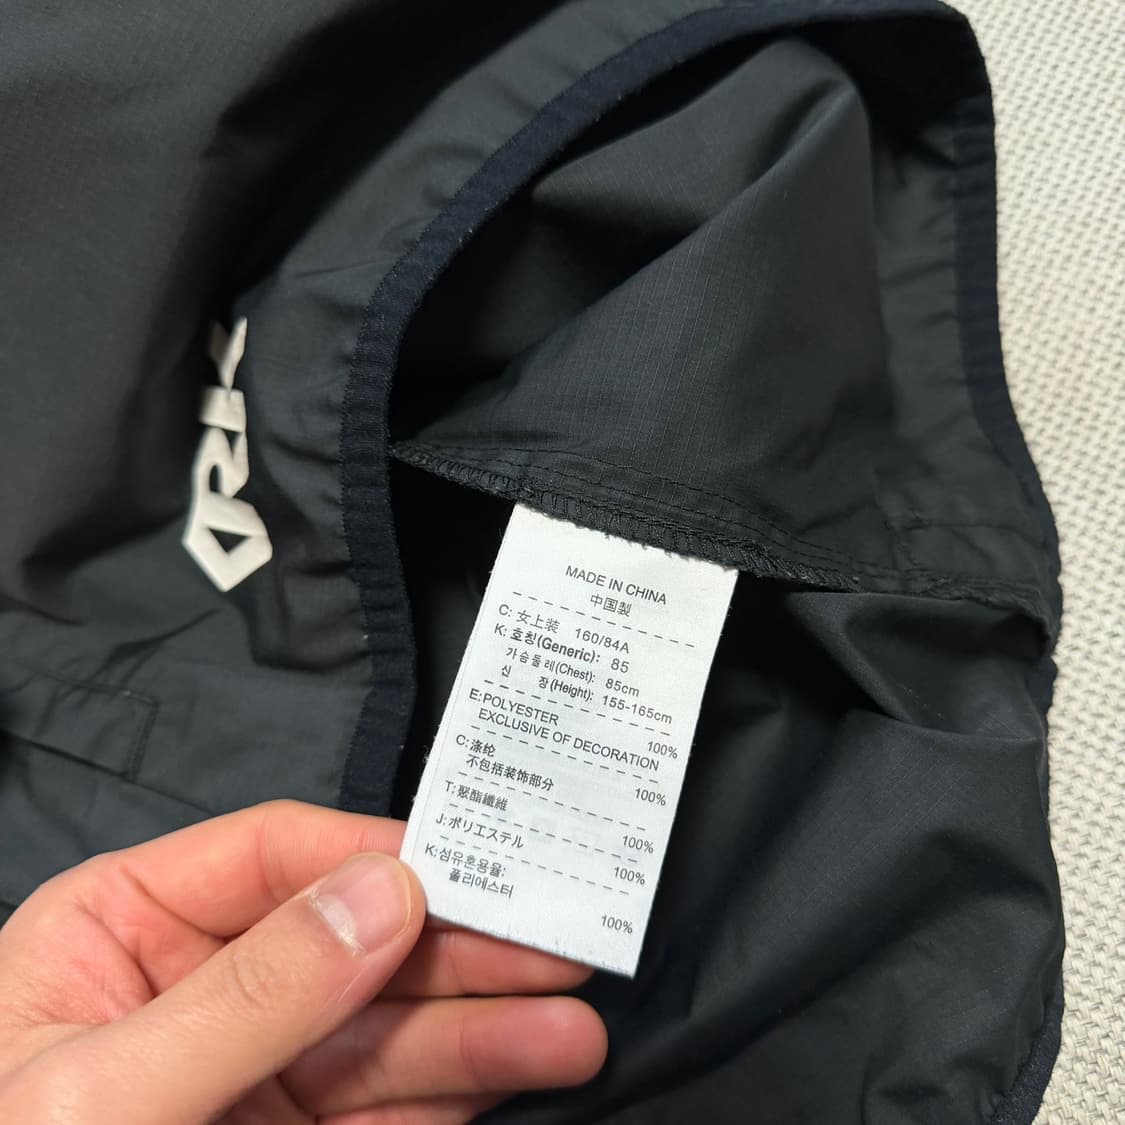 MADE IN CHINA
中国製
C: 女上装 160/84A
K: 호칭(Generic): 85
가슴둘레(Chest): 85cm
신 장(Height): 155-165cm
E:POLYESTER 100%
EXCLUSIVE OF DECORATION
C:涤纶 100%
不包括装饰部分
T:聚酯纖維 100%
J:ポリエステル 100%
K:섬유혼용율;
폴리에스터 100%